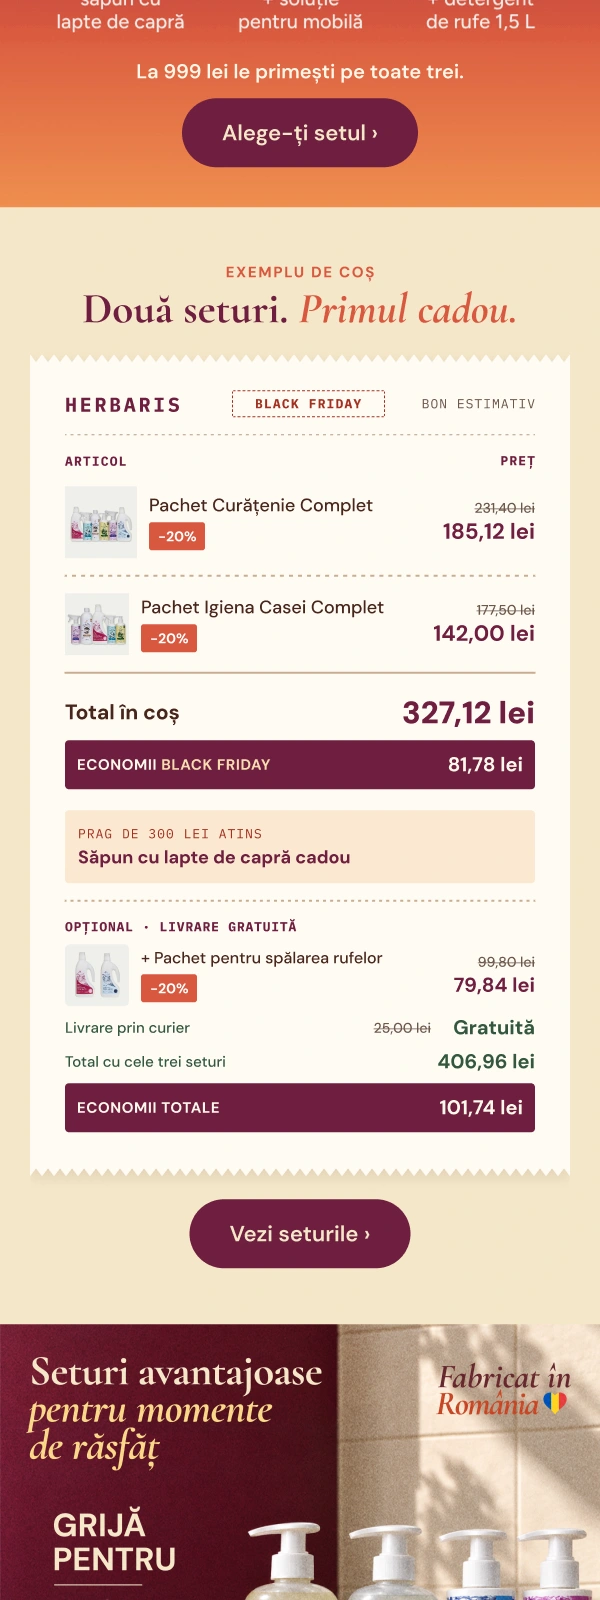 săpun cu
+ soluție
+ detergent
lapte de capră
pentru mobilă
de rufe 1,5 L
La 999 lei le primești pe toate trei.
Alege-ți setul ›
EXEMPLU DE COȘ
Două seturi. Primul cadou.
HERBARIS
BLACK FRIDAY
BON ESTIMATIV
ARTICOL
PREȚ
Pachet Curățenie Complet
231,40 lei
-20%
185,12 lei
Pachet Igiena Casei Complet
177,50 lei
-20%
142,00 lei
Total în coș
327,12 lei
ECONOMII BLACK FRIDAY
81,78 lei
PRAG DE 300 LEI ATINS
Săpun cu lapte de capră cadou
OPȚIONAL · LIVRARE GRATUITĂ
+ Pachet pentru spălarea rufelor
99,80 lei
-20%
79,84 lei
Livrare prin curier
25,00 lei
Gratuită
Total cu cele trei seturi
406,96 lei
ECONOMII TOTALE
101,74 lei
Vezi seturile ›
Seturi avantajoase
pentru momente
de răsfăț
Fabricat în
România
GRIJĂ
PENTRU